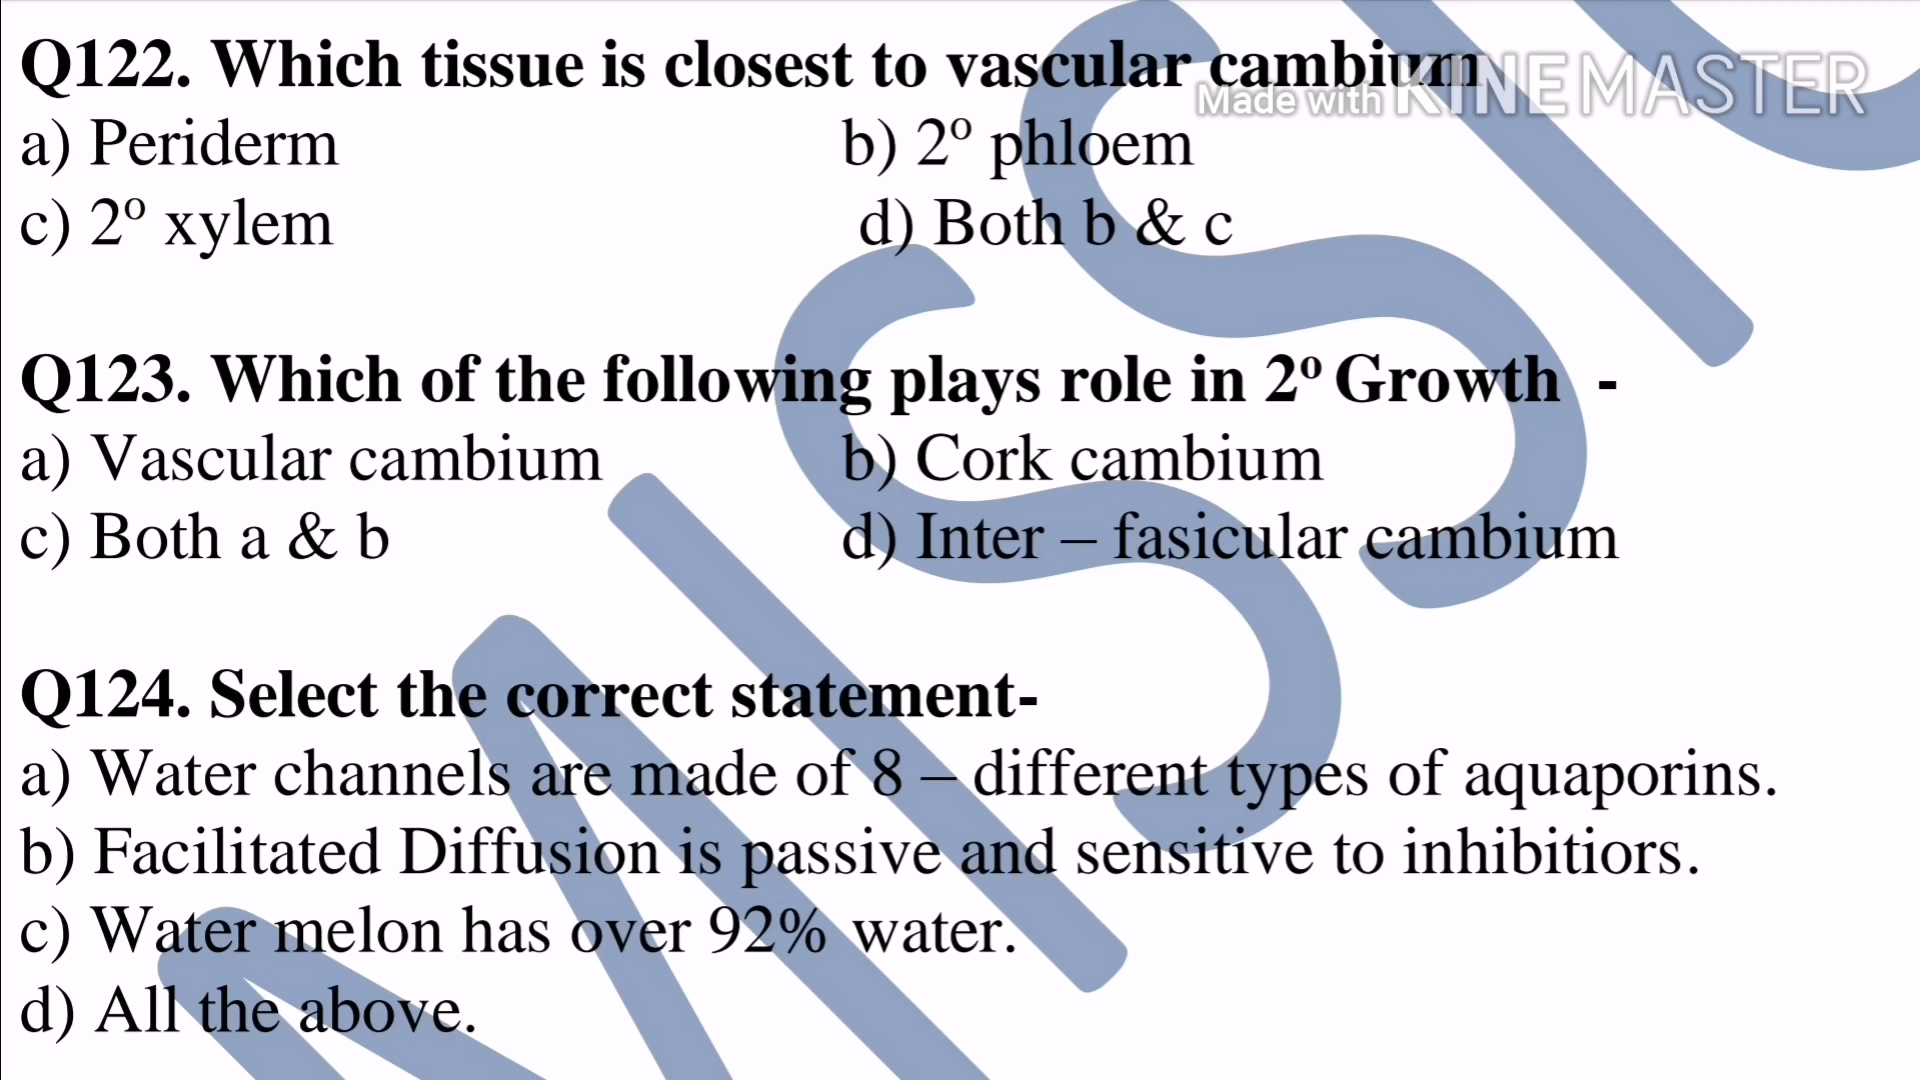 Q122. Which tissue is closest to vascular cambium
Made with KINEMASTER
a) Periderm b) 2º phloem
c) 2º xylem d) Both b & c
Q123. Which of the following plays role in 2º Growth -
a) Vascular cambium b) Cork cambium
c) Both a & b d) Inter – fasicular cambium
Q124. Select the correct statement-
a) Water channels are made of 8 – different types of aquaporins.
b) Facilitated Diffusion is passive and sensitive to inhibitiors.
c) Water melon has over 92% water.
d) All the above.